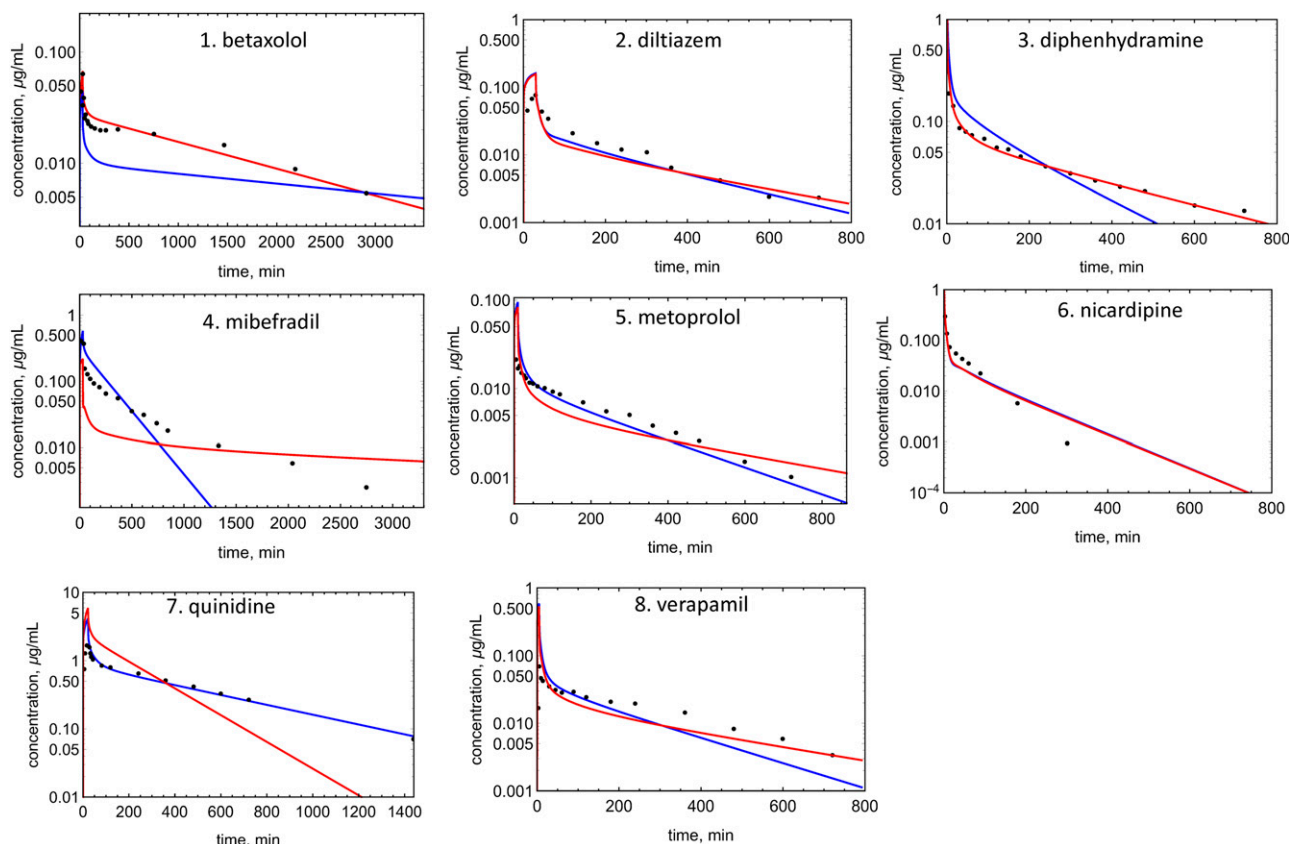 1. betaxolol
concentration, µg/mL
0.100
0.050
0.010
0.005
0 500 1000 1500 2000 2500 3000
time, min
2. diltiazem
concentration, µg/mL
1
0.500
0.100
0.050
0.010
0.005
0.001
0 200 400 600 800
time, min
3. diphenhydramine
concentration, µg/mL
1
0.50
0.10
0.05
0.01
0 200 400 600 800
time, min
4. mibefradil
concentration, µg/mL
1
0.500
0.100
0.050
0.010
0.005
0 500 1000 1500 2000 2500 3000
time, min
5. metoprolol
concentration, µg/mL
0.100
0.050
0.010
0.005
0.001
0 200 400 600 800
time, min
6. nicardipine
concentration, µg/mL
1
0.100
0.010
0.001
10⁻⁴
0 200 400 600 800
time, min
7. quinidine
concentration, µg/mL
10
5
1
0.50
0.10
0.05
0.01
0 200 400 600 800 1000 1200 1400
time, min
8. verapamil
concentration, µg/mL
1
0.500
0.100
0.050
0.010
0.005
0.001
0 200 400 600 800
time, min